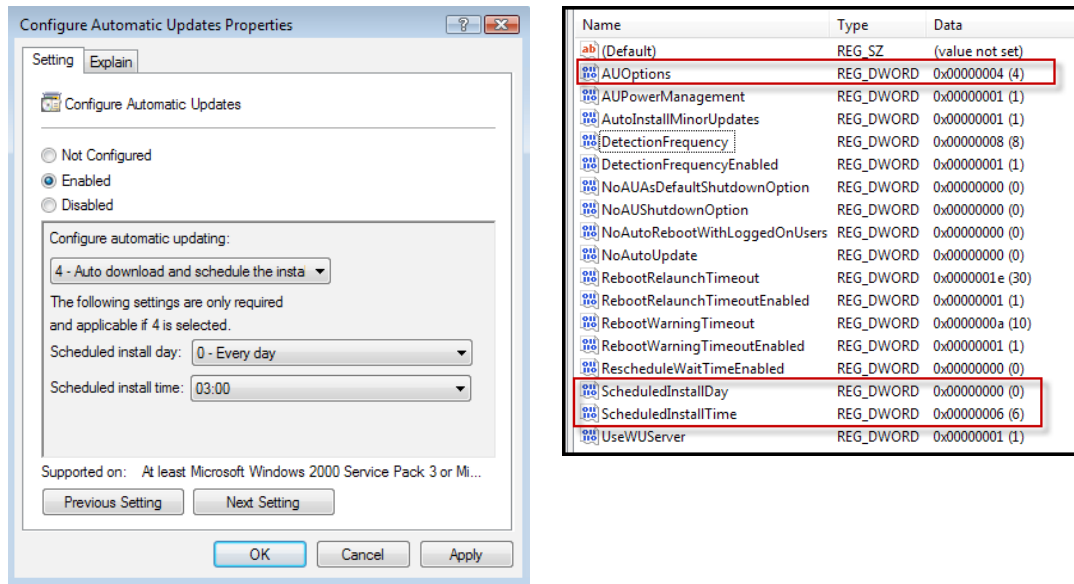 Configure Automatic Updates Properties
Setting
Explain
Configure Automatic Updates
Not Configured
Enabled
Disabled
Configure automatic updating:
4 - Auto download and schedule the instal
The following settings are only required
and applicable if 4 is selected.
Scheduled install day: 0 - Every day
Scheduled install time: 03:00
Supported on: At least Microsoft Windows 2000 Service Pack 3 or Mi...
Previous Setting Next Setting
OK Cancel Apply
Name Type Data
(Default) REG_SZ (value not set)
AUOptions REG_DWORD 0x00000004 (4)
AUPowerManagement REG_DWORD 0x00000001 (1)
AutoInstallMinorUpdates REG_DWORD 0x00000001 (1)
DetectionFrequency REG_DWORD 0x00000008 (8)
DetectionFrequencyEnabled REG_DWORD 0x00000001 (1)
NoAUAsDefaultShutdownOption REG_DWORD 0x00000000 (0)
NoAUShutdownOption REG_DWORD 0x00000000 (0)
NoAutoRebootWithLoggedOnUsers REG_DWORD 0x00000000 (0)
NoAutoUpdate REG_DWORD 0x00000000 (0)
RebootRelaunchTimeout REG_DWORD 0x0000001e (30)
RebootRelaunchTimeoutEnabled REG_DWORD 0x00000001 (1)
RebootWarningTimeout REG_DWORD 0x0000000a (10)
RebootWarningTimeoutEnabled REG_DWORD 0x00000001 (1)
RescheduleWaitTimeEnabled REG_DWORD 0x00000000 (0)
ScheduledInstallDay REG_DWORD 0x00000000 (0)
ScheduledInstallTime REG_DWORD 0x00000006 (6)
UseWUServer REG_DWORD 0x00000001 (1)